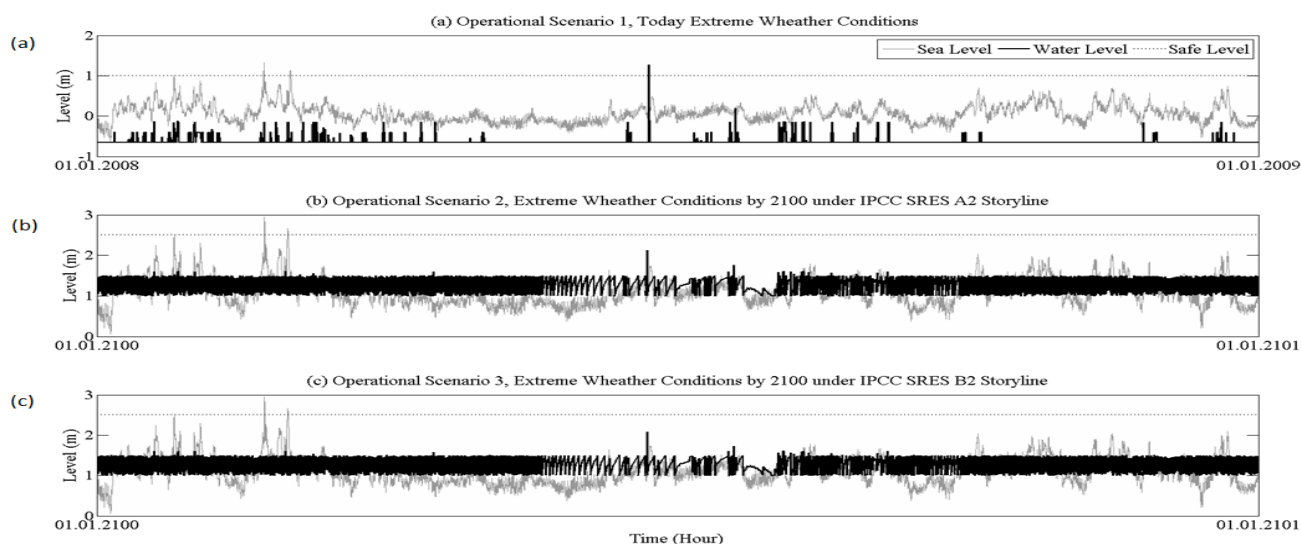 (a) Operational Scenario 1, Today Extreme Wheather Conditions
(a)
2
1
0
-1
Level (m)
Sea Level Water Level Safe Level
01.01.2008 01.01.2009
(b) Operational Scenario 2, Extreme Wheather Conditions by 2100 under IPCC SRES A2 Storyline
(b)
3
2
1
0
Level (m)
01.01.2100 01.01.2101
(c) Operational Scenario 3, Extreme Wheather Conditions by 2100 under IPCC SRES B2 Storyline
(c)
3
2
1
0
Level (m)
01.01.2100 01.01.2101
Time (Hour)